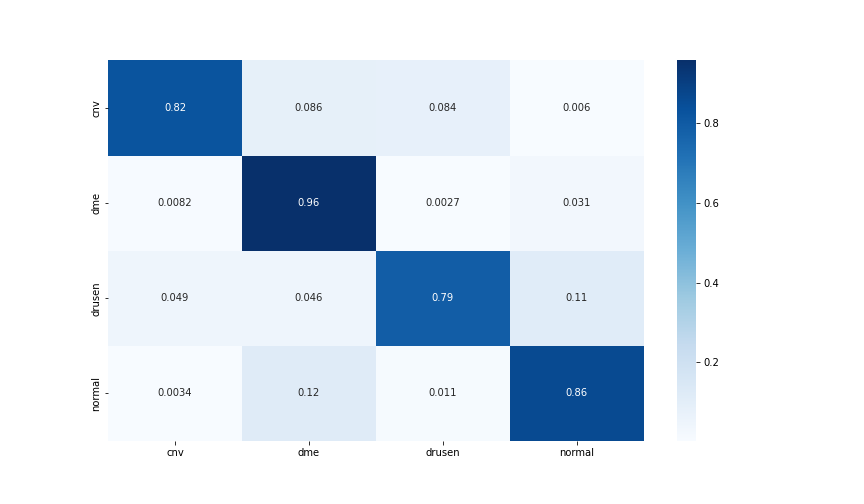 cnv 0.82 0.086 0.084 0.006
0.8
dme 0.0082 0.96 0.0027 0.031
0.6
drusen 0.049 0.046 0.79 0.11
0.4
0.2
normal 0.0034 0.12 0.011 0.86
cnv dme drusen normal